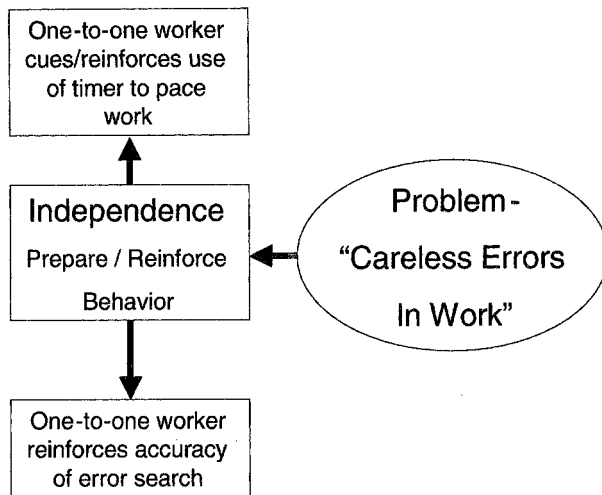 One-to-one worker
cues/reinforces use
of timer to pace
work
Independence
Prepare / Reinforce
Behavior
Problem-
“Careless Errors
In Work”
One-to-one worker
reinforces accuracy
of error search